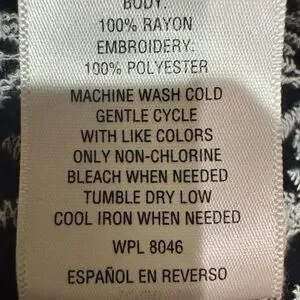 BODY:
100% RAYON
EMBROIDERY:
100% POLYESTER
MACHINE WASH COLD
GENTLE CYCLE
WITH LIKE COLORS
ONLY NON-CHLORINE
BLEACH WHEN NEEDED
TUMBLE DRY LOW
COOL IRON WHEN NEEDED
WPL 8046
ESPAÑOL EN REVERSO